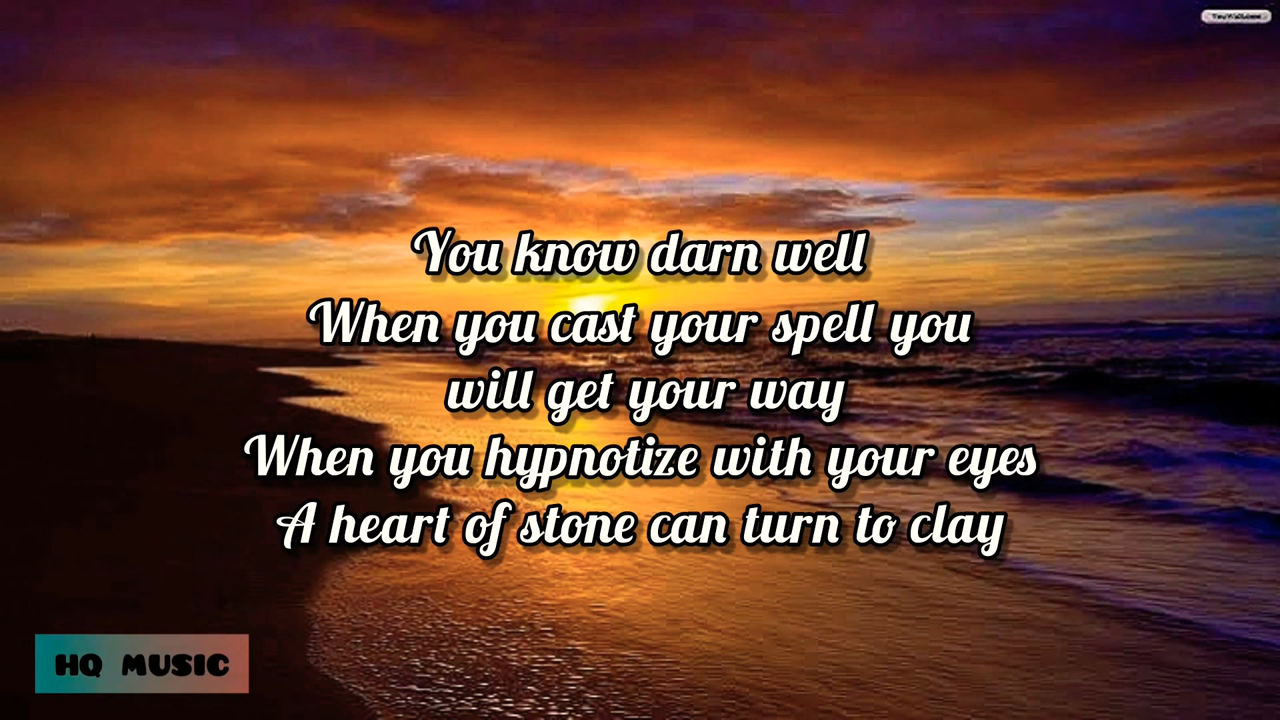 You know darn well
When you cast your spell you
will get your way
When you hypnotize with your eyes
A heart of stone can turn to clay
HQ MUSIC